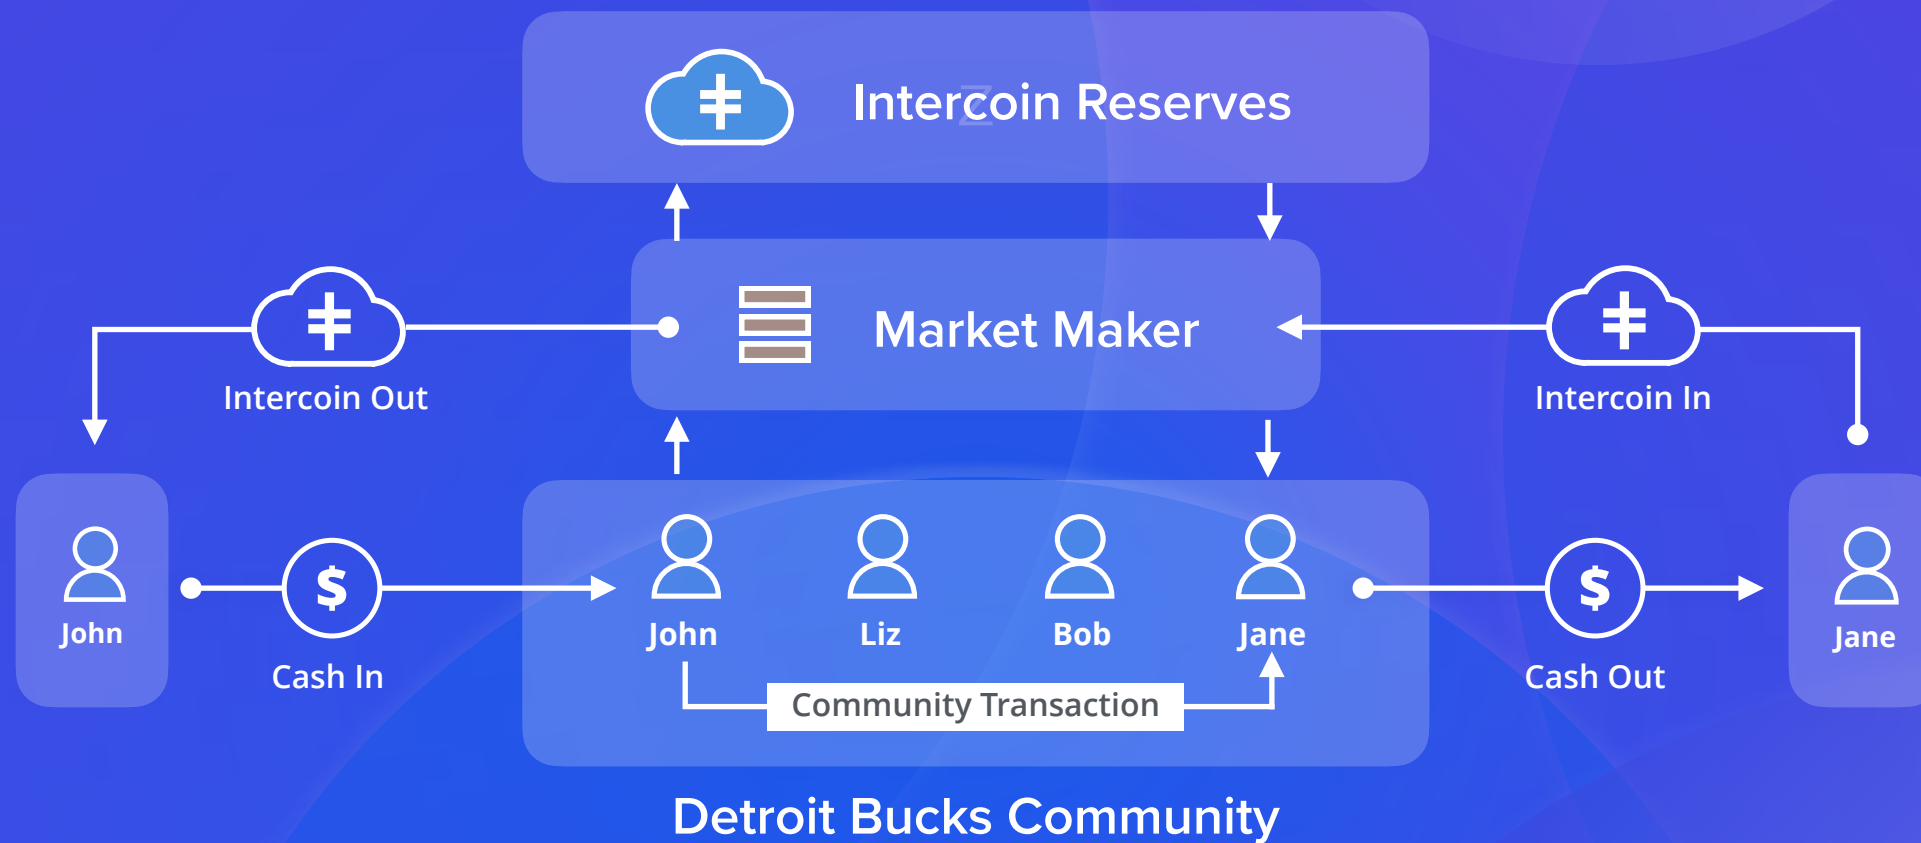 Intercoin Reserves
Market Maker
Intercoin Out
Intercoin In
John
$
Cash In
John
Liz
Bob
Jane
$
Cash Out
Jane
Community Transaction
Detroit Bucks Community